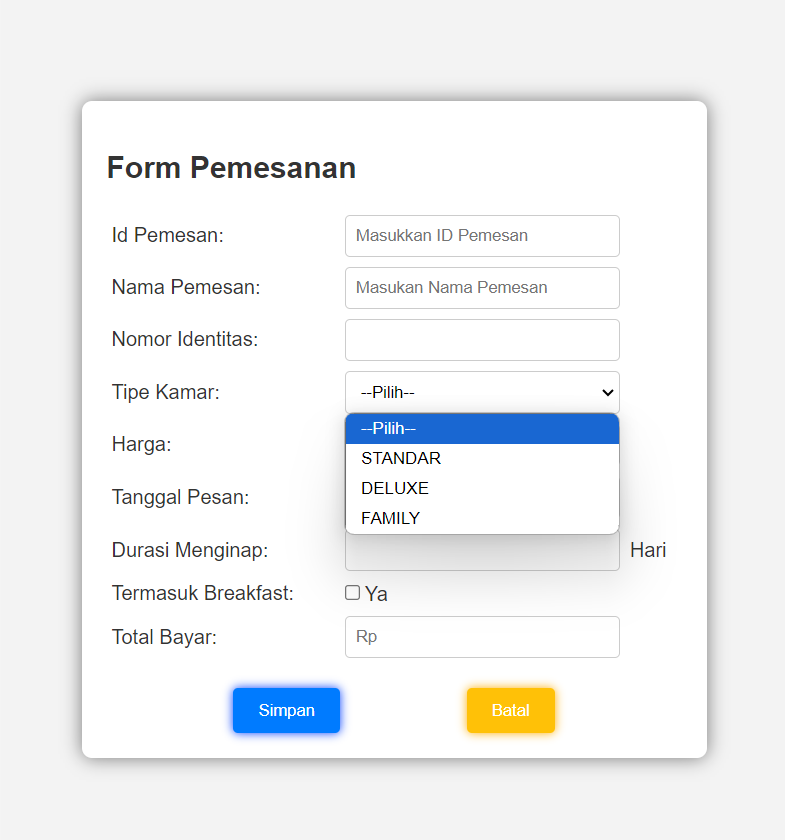 Form Pemesanan
Id Pemesan: Masukkan ID Pemesan
Nama Pemesan: Masukan Nama Pemesan
Nomor Identitas:
Tipe Kamar: --Pilih--
--Pilih--
Harga:
STANDAR
DELUXE
Tanggal Pesan:
FAMILY
Durasi Menginap: Hari
Termasuk Breakfast: Ya
Total Bayar: Rp
Simpan Batal